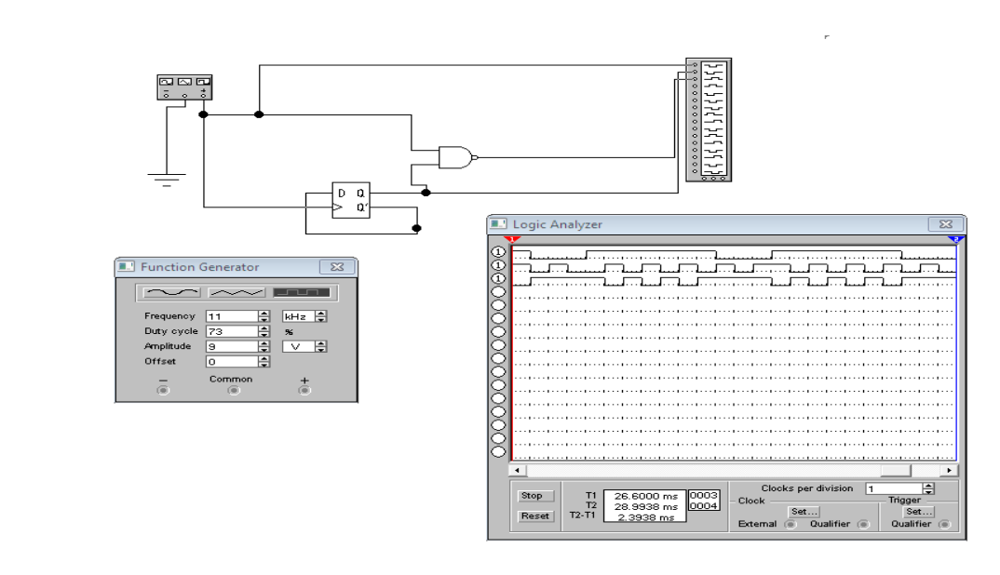 D Q
Q'
Logic Analyzer
1 2
1
1
1
Function Generator
Frequency 11 kHz
Duty cycle 73 %
Amplitude 9 V
Offset 0
− Common +
Stop
Reset
T1 26.6000 ms 0003
T2 28.9938 ms 0004
T2-T1 2.3938 ms
Clocks per division 1
Clock Trigger
Set... Set...
External Qualifier Qualifier